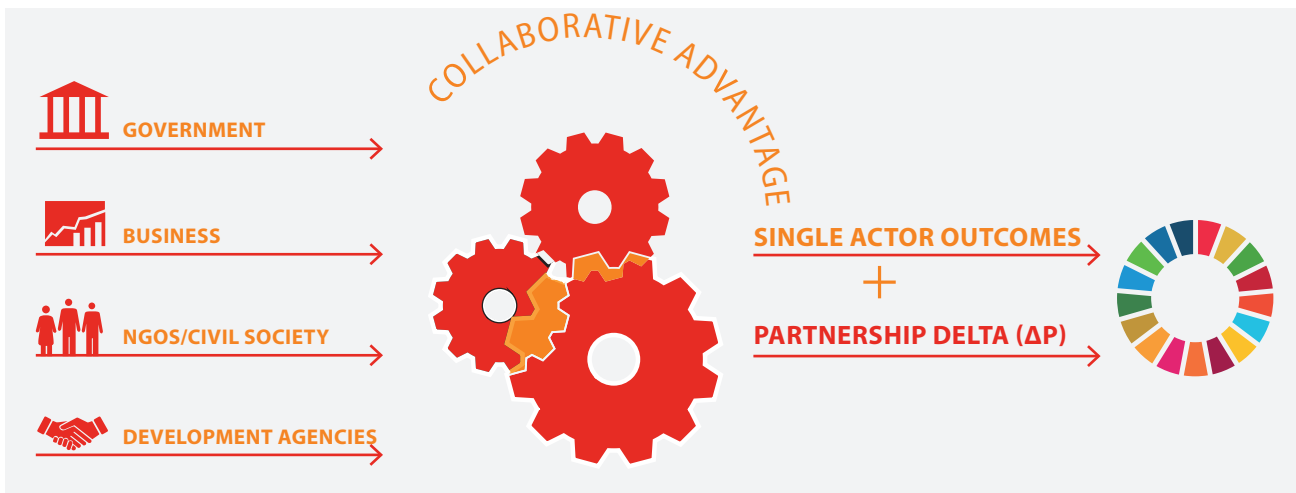 COLLABORATIVE ADVANTAGE
GOVERNMENT
BUSINESS
NGOS/CIVIL SOCIETY
DEVELOPMENT AGENCIES
SINGLE ACTOR OUTCOMES
+
PARTNERSHIP DELTA (ΔP)